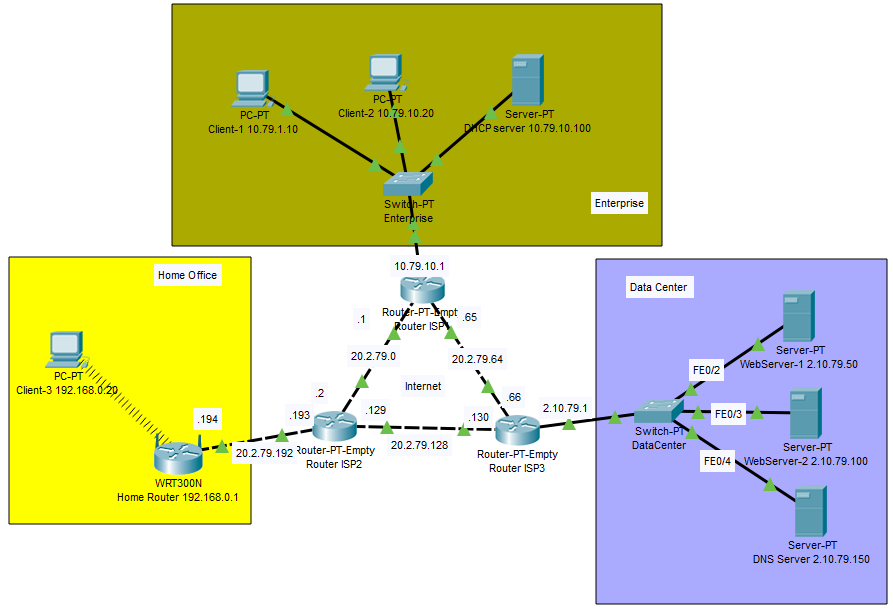 PC-PT
Client-1 10.79.1.10
PC-PT
Client-2 10.79.10.20
Server-PT
DHCP server 10.79.10.100
Switch-PT
Enterprise
Enterprise
10.79.10.1
Router-PT-Empt
Router ISP
.1
.65
20.2.79.0
20.2.79.64
Internet
.2
.66
.129
.130
.193
20.2.79.128
Router-PT-Empty
Router ISP2
Router-PT-Empty
Router ISP3
Home Office
PC-PT
Client-3 192.168.0.20
.194
20.2.79.192
WRT300N
Home Router 192.168.0.1
Data Center
2.10.79.1
Switch-PT
DataCenter
FE0/2
FE0/3
FE0/4
Server-PT
WebServer-1 2.10.79.50
Server-PT
WebServer-2 2.10.79.100
Server-PT
DNS Server 2.10.79.150